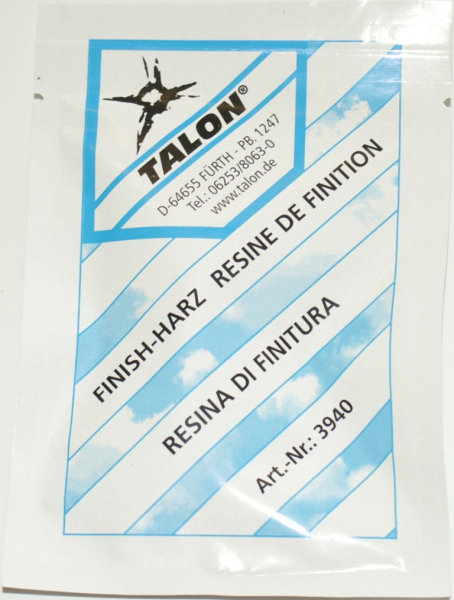 TALON®
D-64655 FÜRTH - PB. 1247
Tel.: 06253/8063-0
www.talon.de
FINISH-HARZ RESINE DE FINITION
RESINA DI FINITURA
Art.-Nr.: 3940